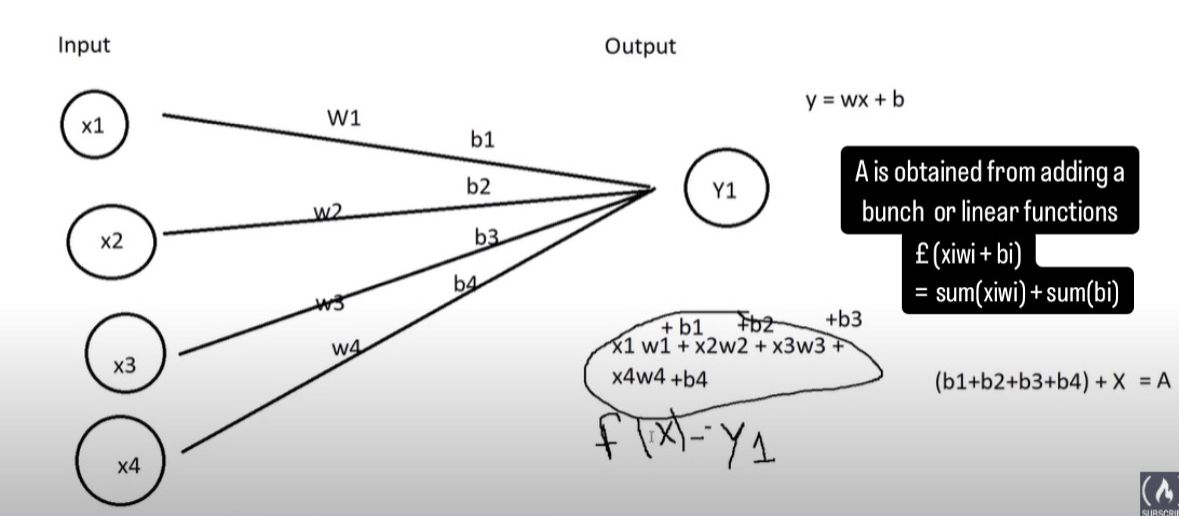 Input
Output
x1
W1
b1
y = wx + b
b2
Y1
A is obtained from adding a
bunch or linear functions
x2
w2
b3
£ (xiwi + bi)
= sum(xiwi) + sum(bi)
b4
w3
x3
w4
+ b1 +b2 +b3
x1 w1 + x2w2 + x3w3 +
x4w4 +b4
(b1+b2+b3+b4) + X = A
f(x) = Y1
x4
SUBSCRI